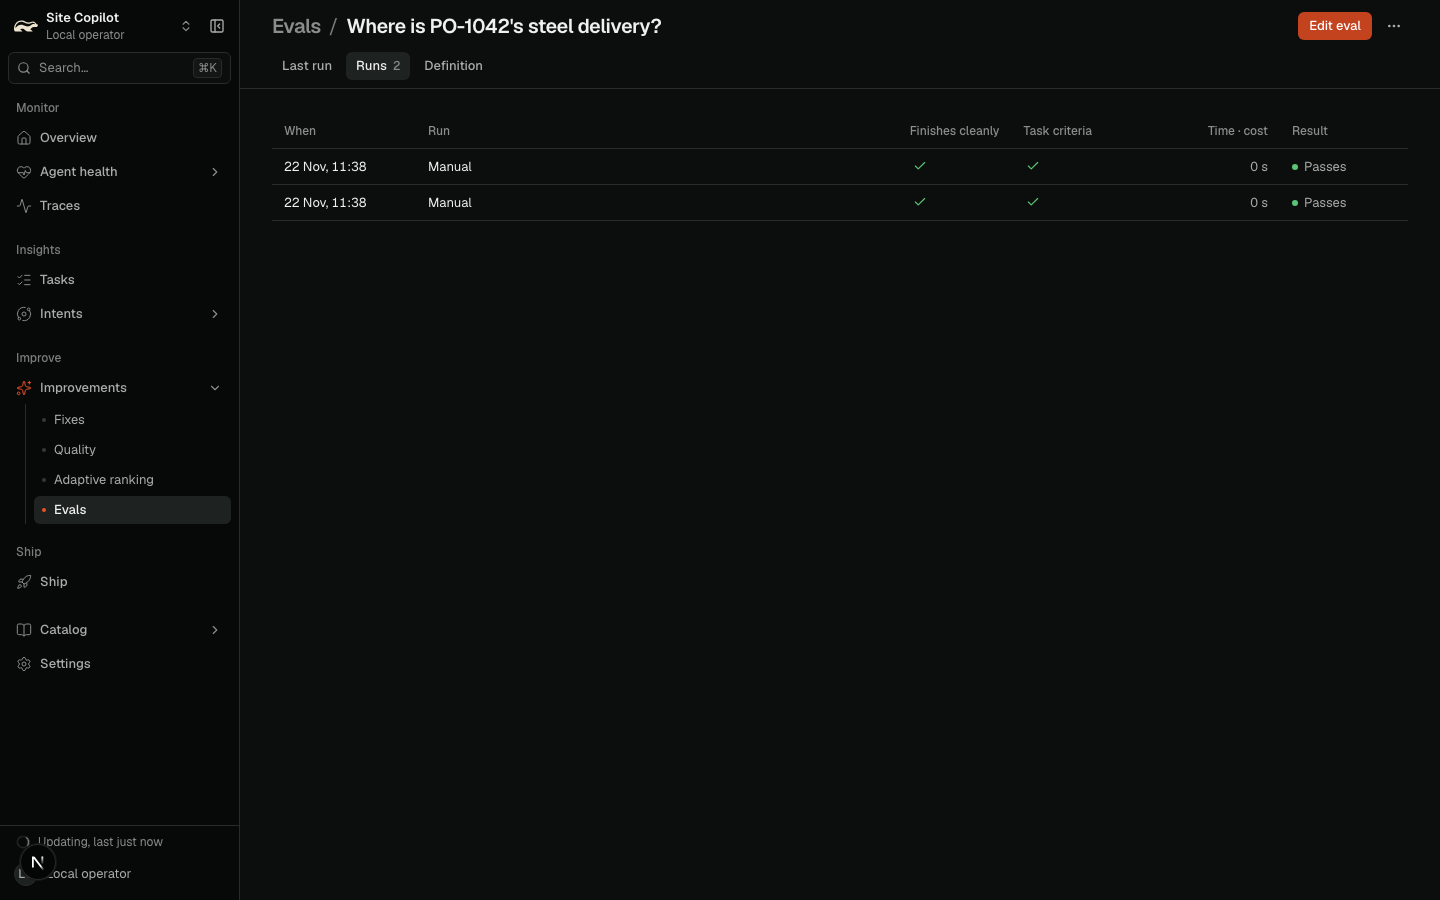 Site Copilot
Local operator
Search...
⌘K
Monitor
Overview
Agent health
Traces
Insights
Tasks
Intents
Improve
Improvements
Fixes
Quality
Adaptive ranking
Evals
Ship
Ship
Catalog
Settings
Updating, last just now
N
Local operator
Evals / Where is PO-1042's steel delivery?
Edit eval
Last run Runs 2 Definition
When Run Finishes cleanly Task criteria Time · cost Result
22 Nov, 11:38 Manual 0 s Passes
22 Nov, 11:38 Manual 0 s Passes